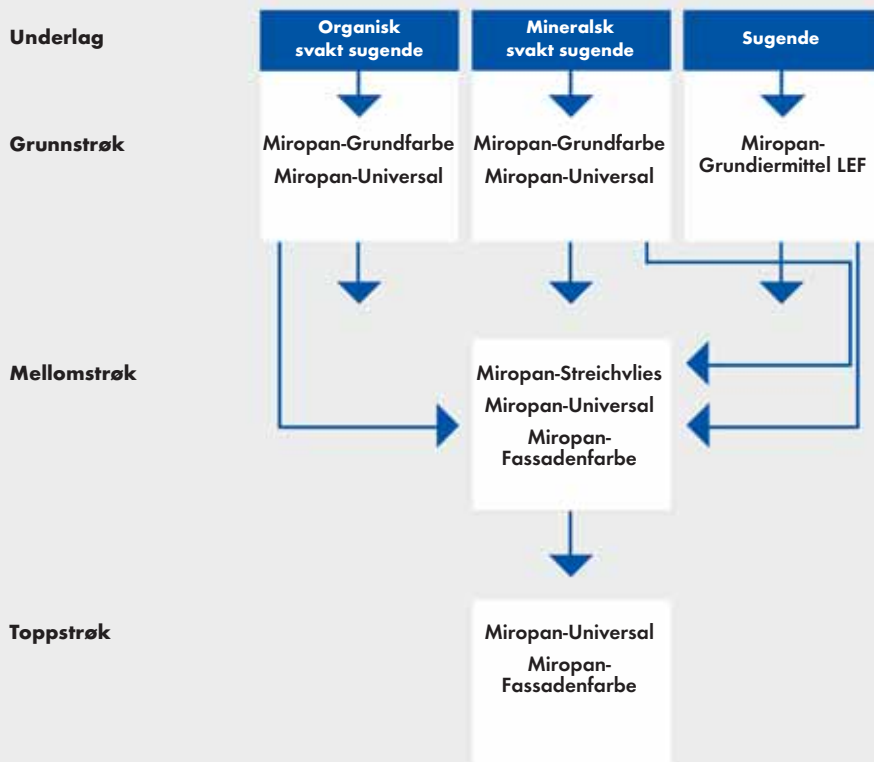 Underlag
Organisk
svakt sugende
Mineralsk
svakt sugende
Sugende
Grunnstrøk
Miropan-Grundfarbe
Miropan-Universal
Miropan-Grundfarbe
Miropan-Universal
Miropan-
Grundiermittel LEF
Mellomstrøk
Miropan-Streichvlies
Miropan-Universal
Miropan-
Fassadenfarbe
Toppstrøk
Miropan-Universal
Miropan-
Fassadenfarbe